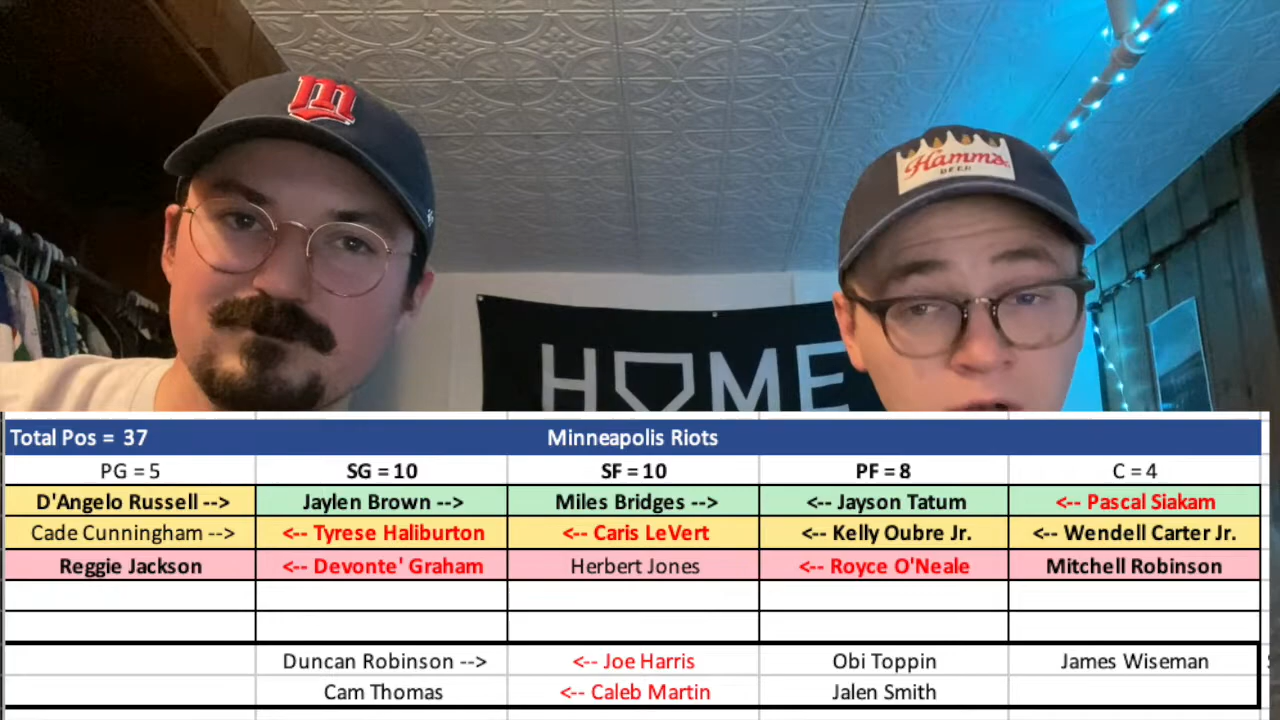 m
Hamm's
BEER
HOME
Total Pos = 37 Minneapolis Riots
PG = 5 SG = 10 SF = 10 PF = 8 C = 4
D'Angelo Russell --> Jaylen Brown --> Miles Bridges --> <-- Jayson Tatum <-- Pascal Siakam
Cade Cunningham --> <-- Tyrese Haliburton <-- Caris LeVert <-- Kelly Oubre Jr. <-- Wendell Carter Jr.
Reggie Jackson <-- Devonte' Graham Herbert Jones <-- Royce O'Neale Mitchell Robinson
Duncan Robinson --> <-- Joe Harris Obi Toppin James Wiseman
Cam Thomas <-- Caleb Martin Jalen Smith